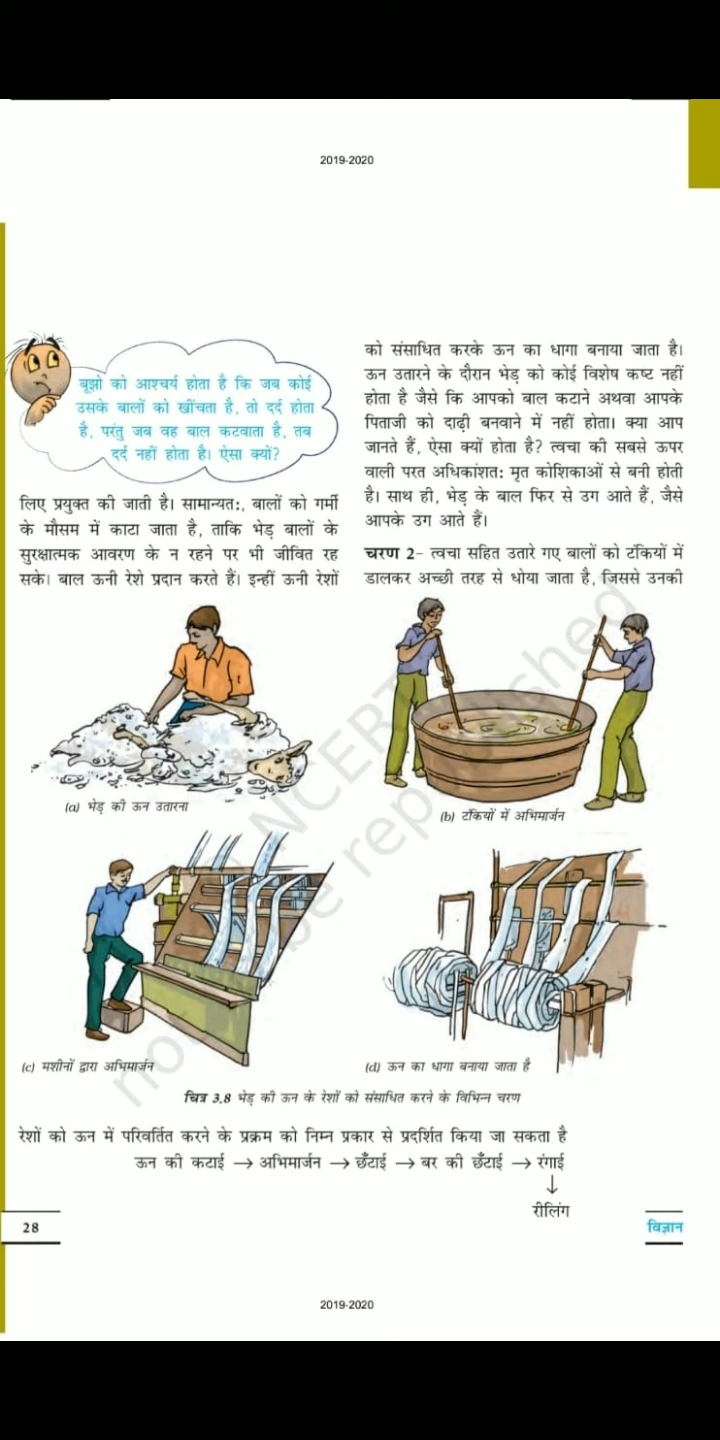 2019-2020
बूझो को आश्चर्य होता है कि जब कोई
उसके बालों को खींचता है, तो दर्द होता
है, परंतु जब वह बाल कटवाता है, तब
दर्द नहीं होता है। ऐसा क्यों?
लिए प्रयुक्त की जाती है। सामान्यत:, बालों को गर्मी
के मौसम में काटा जाता है, ताकि भेड़ बालों के
सुरक्षात्मक आवरण के न रहने पर भी जीवित रह
सके। बाल ऊनी रेशे प्रदान करते हैं। इन्हीं ऊनी रेशों
को संसाधित करके ऊन का धागा बनाया जाता है।
ऊन उतारने के दौरान भेड़ को कोई विशेष कष्ट नहीं
होता है जैसे कि आपको बाल कटाने अथवा आपके
पिताजी को दाढ़ी बनवाने में नहीं होता। क्या आप
जानते हैं, ऐसा क्यों होता है? त्वचा की सबसे ऊपर
वाली परत अधिकांशत: मृत कोशिकाओं से बनी होती
है। साथ ही, भेड़ के बाल फिर से उग आते हैं, जैसे
आपके उग आते हैं।
चरण 2- त्वचा सहित उतारे गए बालों को टंकियों में
डालकर अच्छी तरह से धोया जाता है, जिससे उनकी
(a) भेड़ की ऊन उतारना
(b) टंकियों में अभिमार्जन
(c) मशीनों द्वारा अभिमार्जन
(d) ऊन का धागा बनाया जाता है
चित्र 3.8 भेड़ की ऊन के रेशों को संसाधित करने के विभिन्न चरण
रेशों को ऊन में परिवर्तित करने के प्रक्रम को निम्न प्रकार से प्रदर्शित किया जा सकता है
ऊन की कटाई → अभिमार्जन → छँटाई → बर की छँटाई → रंगाई
↓
रीलिंग
28
विज्ञान
2019-2020